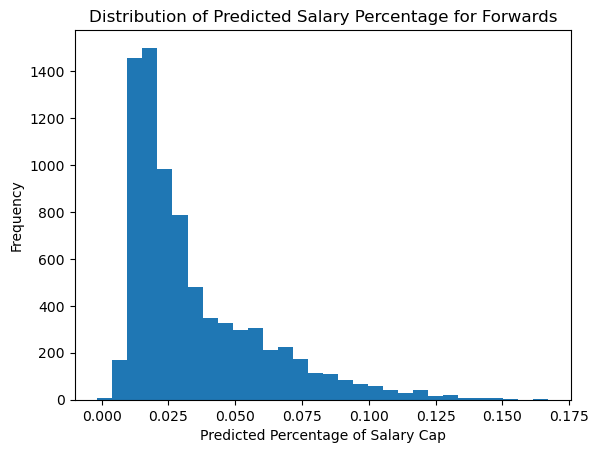 Distribution of Predicted Salary Percentage for Forwards
Frequency
1400
1200
1000
800
600
400
200
0
0.000 0.025 0.050 0.075 0.100 0.125 0.150 0.175
Predicted Percentage of Salary Cap